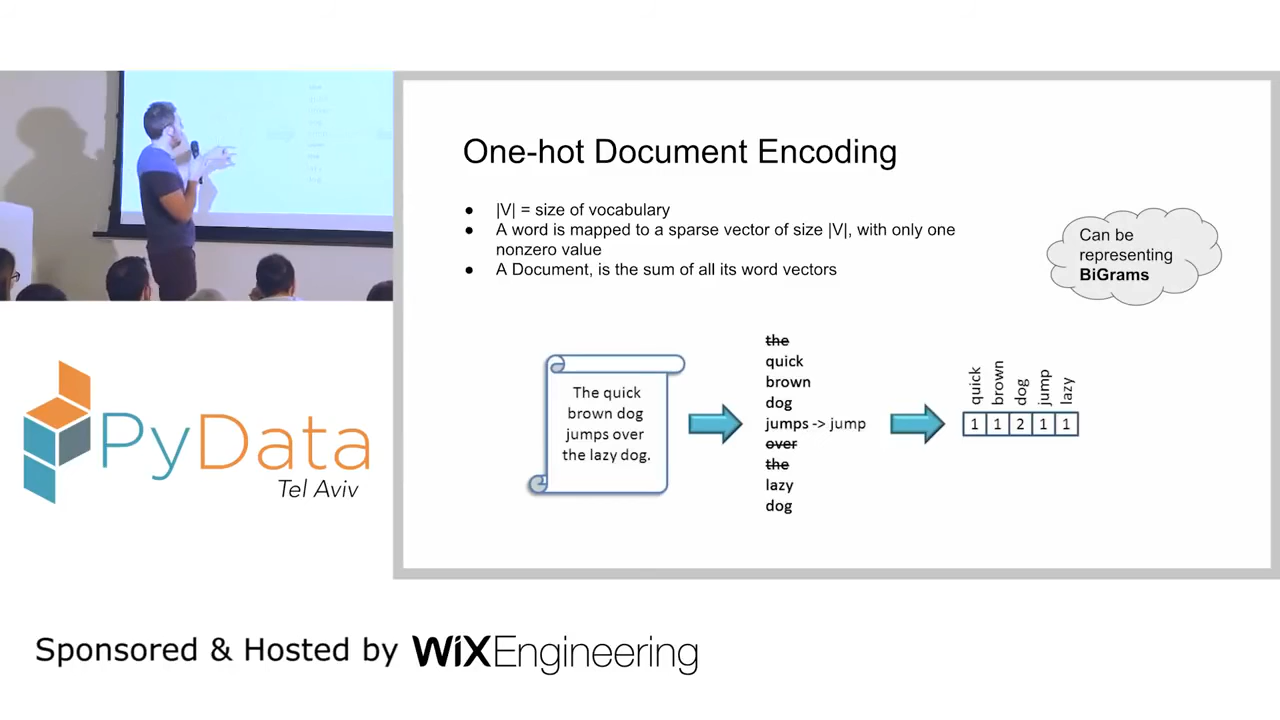 One-hot Document Encoding
● |V| = size of vocabulary
● A word is mapped to a sparse vector of size |V|, with only one
nonzero value
● A Document, is the sum of all its word vectors
Can be
representing
BiGrams
The quick
brown dog
jumps over
the lazy dog.
the
quick
brown
dog
jumps -> jump
over
the
lazy
dog
quick brown dog jump lazy
1 1 2 1 1
PyData
Tel Aviv
Sponsored & Hosted by WiX Engineering